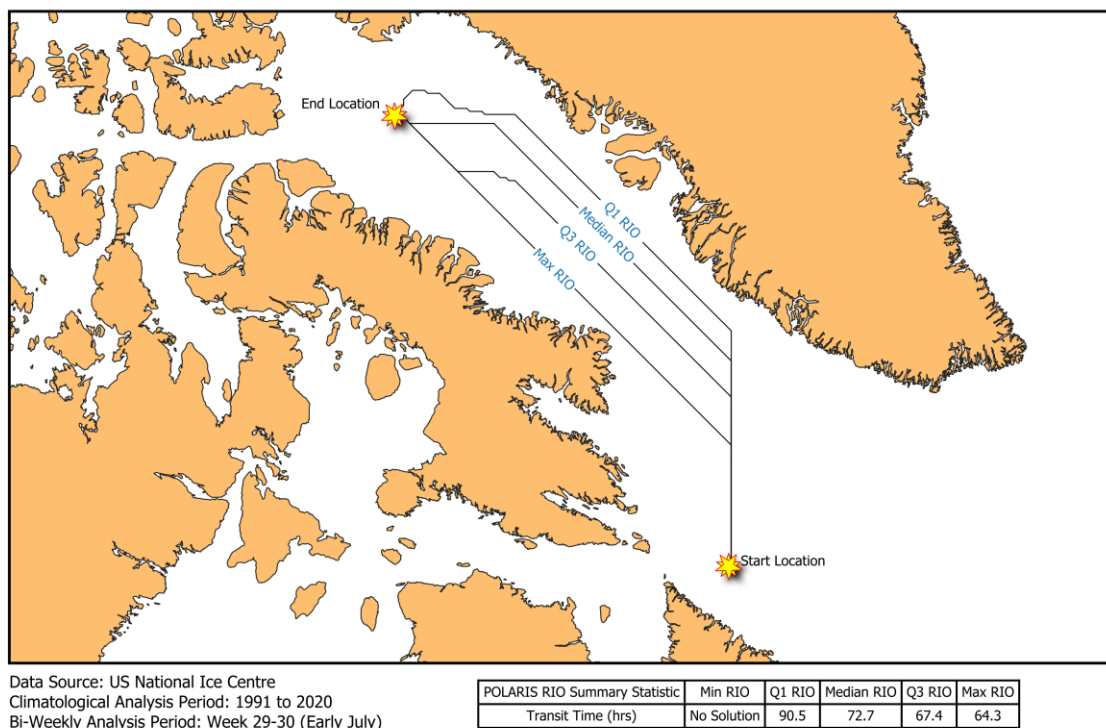 End Location
Q1 RIO
Median RIO
Q3 RIO
Max RIO
Start Location
Data Source: US National Ice Centre
Climatological Analysis Period: 1991 to 2020
Bi-Weekly Analysis Period: Week 29-30 (Early July)
POLARIS RIO Summary Statistic Min RIO Q1 RIO Median RIO Q3 RIO Max RIO
Transit Time (hrs) No Solution 90.5 72.7 67.4 64.3